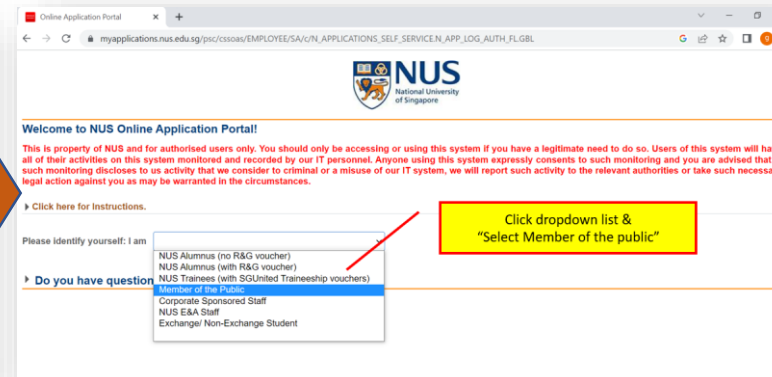 Online Application Portal
myapplications.nus.edu.sg/psc/cssoas/EMPLOYEE/SA/c/N_APPLICATIONS_SELF_SERVICE.N_APP_LOG_AUTH_FL.GBL
NUS
National University
of Singapore
Welcome to NUS Online Application Portal!
This is property of NUS and for authorised users only. You should only be accessing or using this system if you have a legitimate need to do so. Users of this system will ha
all of their activities on this system monitored and recorded by our IT personnel. Anyone using this system expressly consents to such monitoring and you are advised that
such monitoring discloses to us activity that we consider to criminal or a misuse of our IT system, we will report such activity to the relevant authorities or take such necessa
legal action against you as may be warranted in the circumstances.
Click here for Instructions.
Click dropdown list &
"Select Member of the public"
Please identify yourself: I am
NUS Alumnus (no R&G voucher)
NUS Alumnus (with R&G voucher)
NUS Trainees (with SGUnited Traineeship vouchers)
Do you have question
Member of the Public
Corporate Sponsored Staff
NUS E&A Staff
Exchange/ Non-Exchange Student